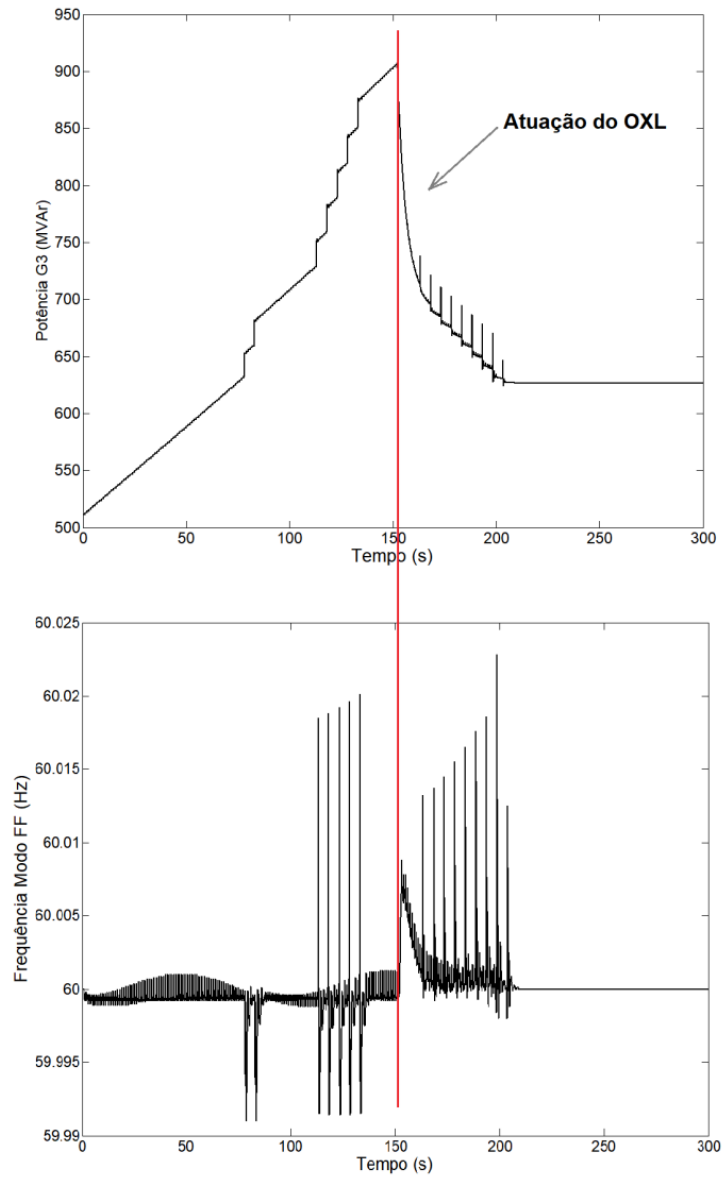 950
900
850
800
750
700
650
600
550
500
Potência G3 (MVAr)
Atuação do OXL
0 50 100 150 200 250 300
Tempo (s)
60.025
60.02
60.015
60.01
60.005
60
59.995
59.99
Frequência Modo FF (Hz)
0 50 100 150 200 250 300
Tempo (s)